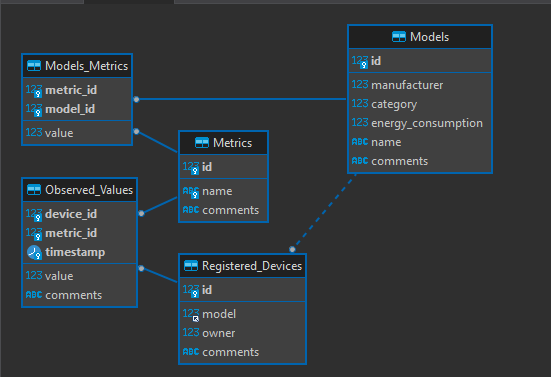 Models
123 id
123 manufacturer
123 category
123 energy_consumption
ABC name
ABC comments
Models_Metrics
123 metric_id
123 model_id
123 value
Metrics
123 id
ABC name
ABC comments
Observed_Values
123 device_id
123 metric_id
timestamp
123 value
ABC comments
Registered_Devices
123 id
123 model
123 owner
ABC comments